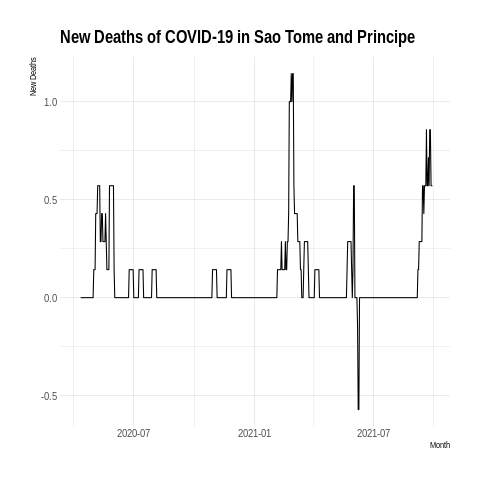 New Deaths of COVID-19 in Sao Tome and Principe
New Deaths
1.0
0.5
0.0
-0.5
2020-07
2021-01
2021-07
Month